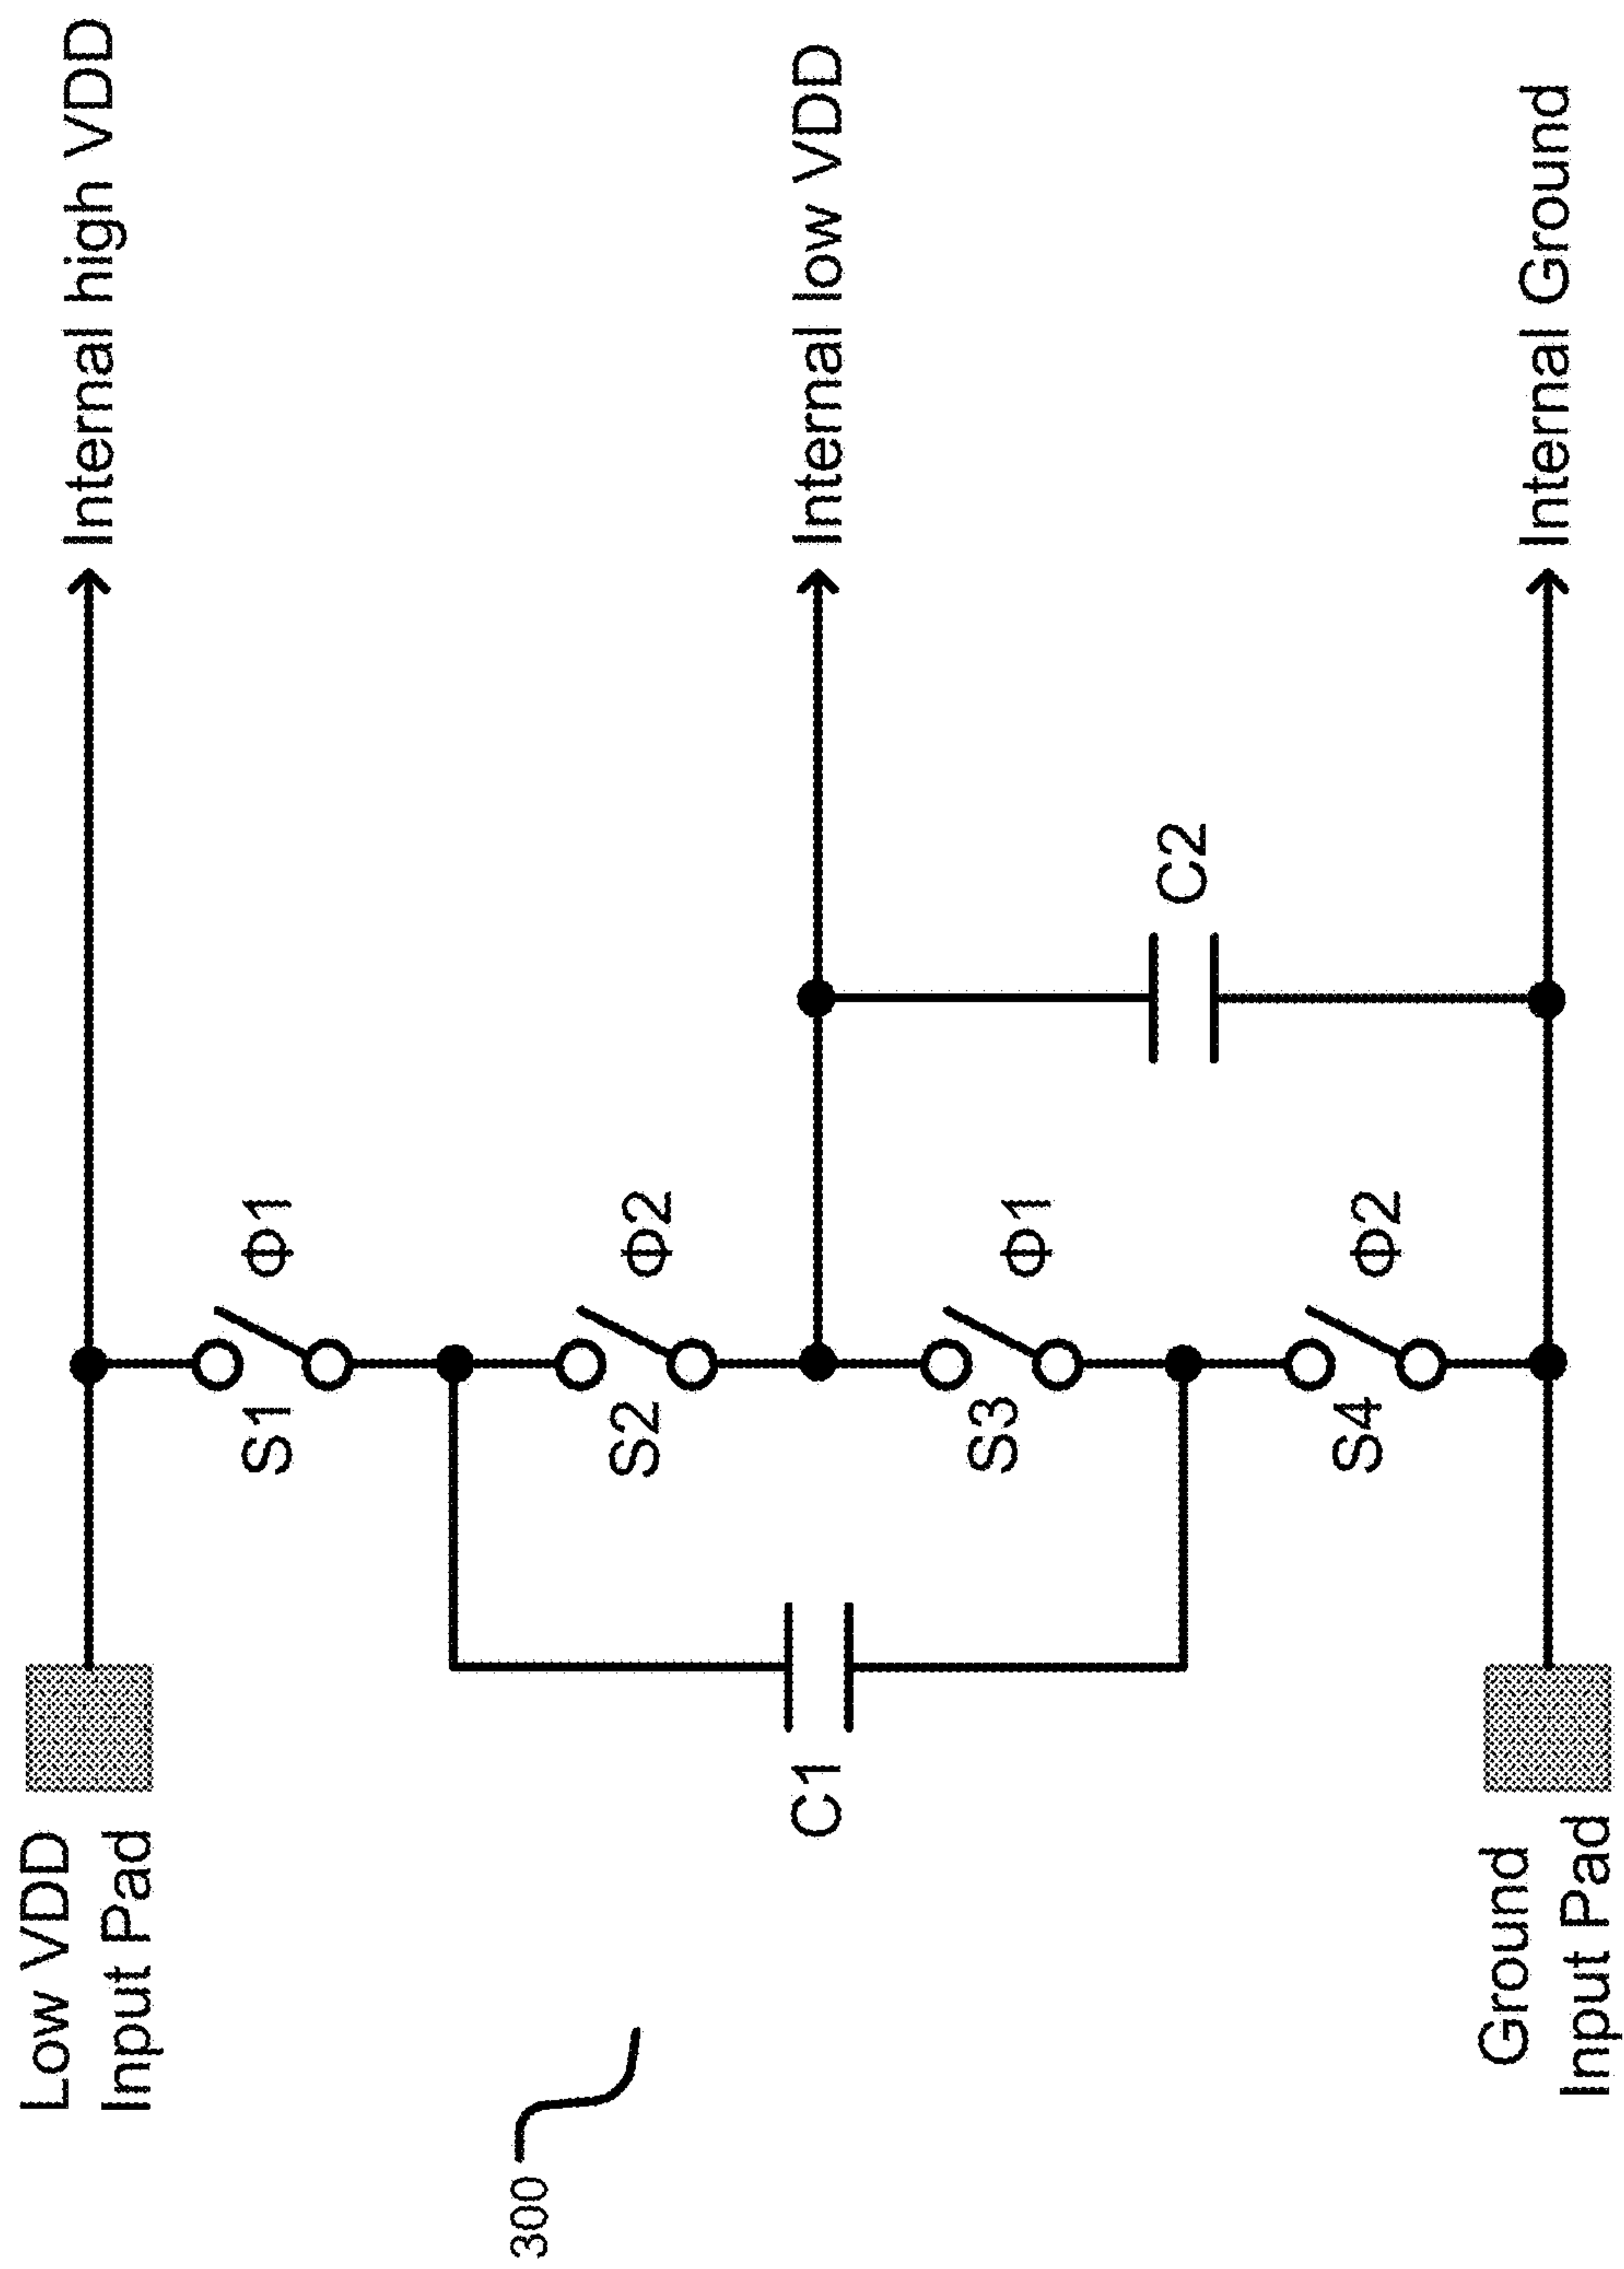 Low VDD
Input Pad
Internal high VDD
S1
Φ1
300
S2
Φ2
C1
Internal low VDD
S3
Φ1
C2
S4
Φ2
Ground
Input Pad
Internal Ground